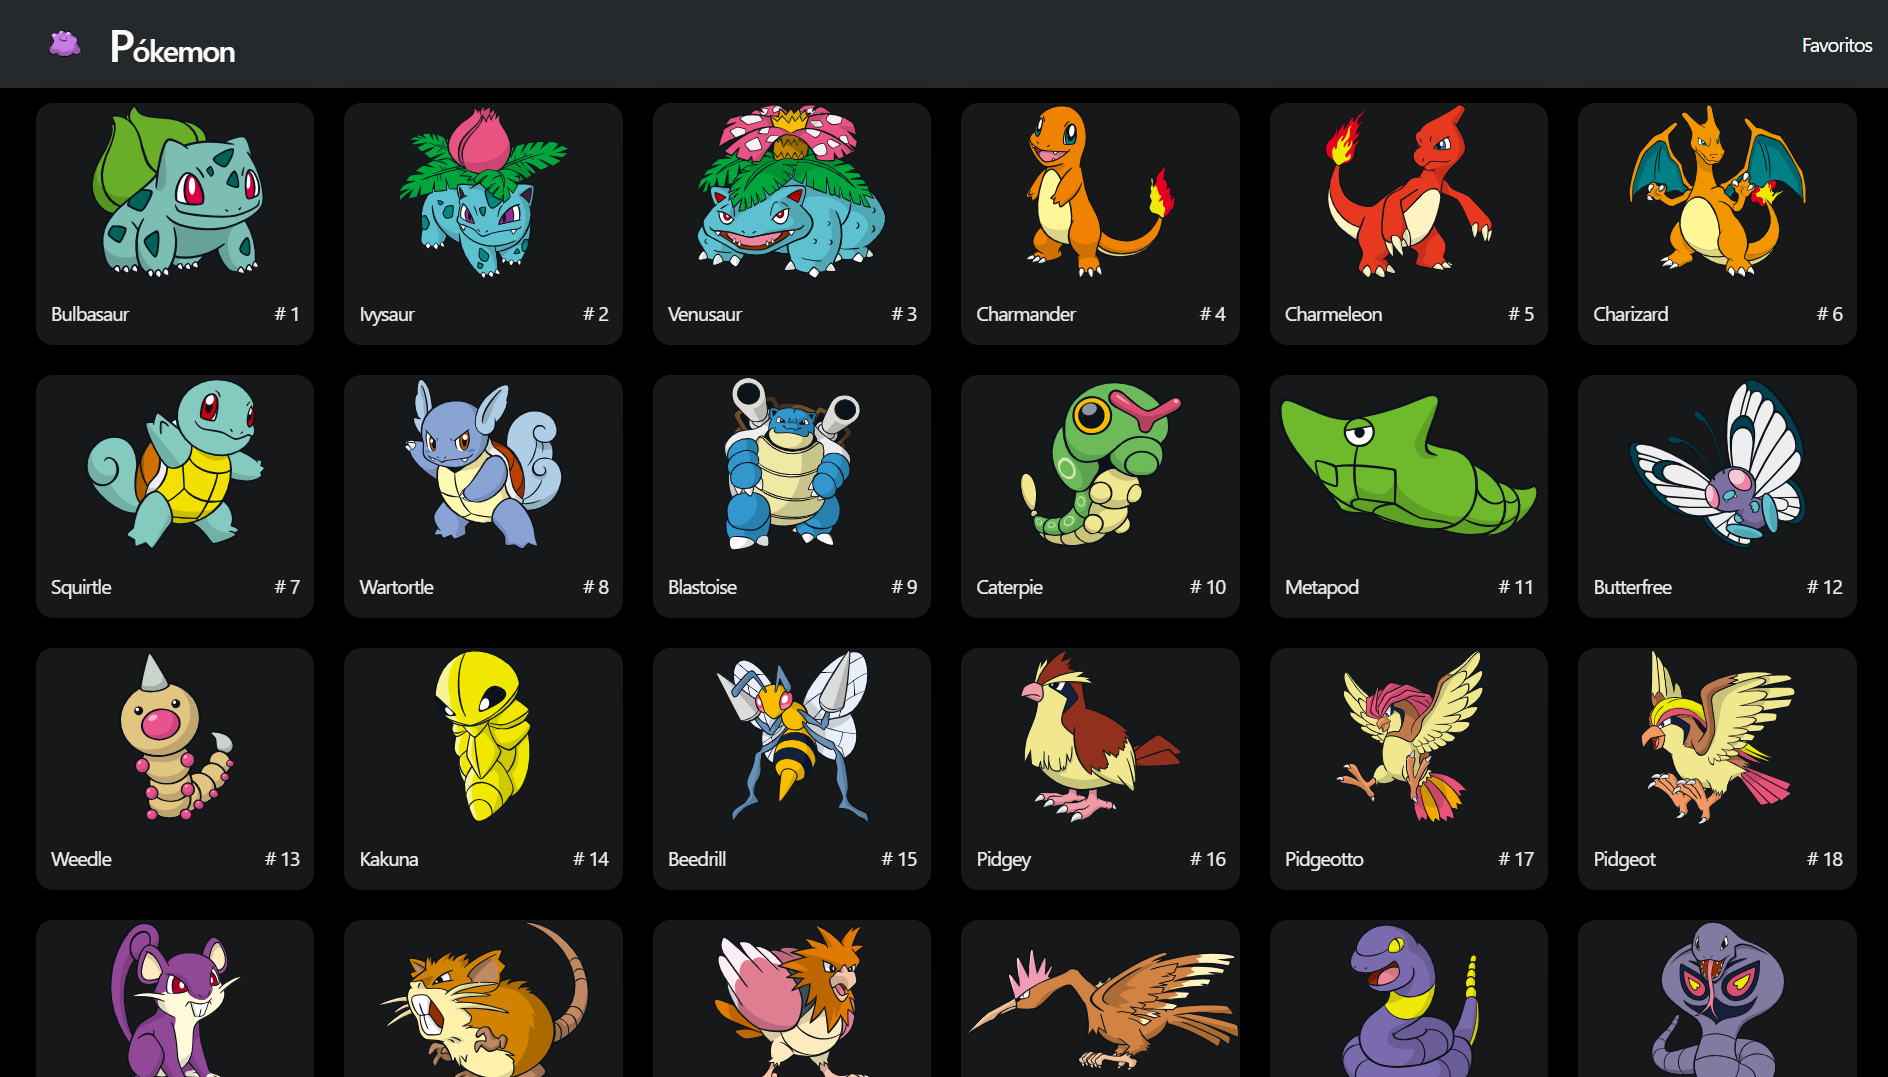 Pókemon
Favoritos
Bulbasaur # 1
Ivysaur # 2
Venusaur # 3
Charmander # 4
Charmeleon # 5
Charizard # 6
Squirtle # 7
Wartortle # 8
Blastoise # 9
Caterpie # 10
Metapod # 11
Butterfree # 12
Weedle # 13
Kakuna # 14
Beedrill # 15
Pidgey # 16
Pidgeotto # 17
Pidgeot # 18